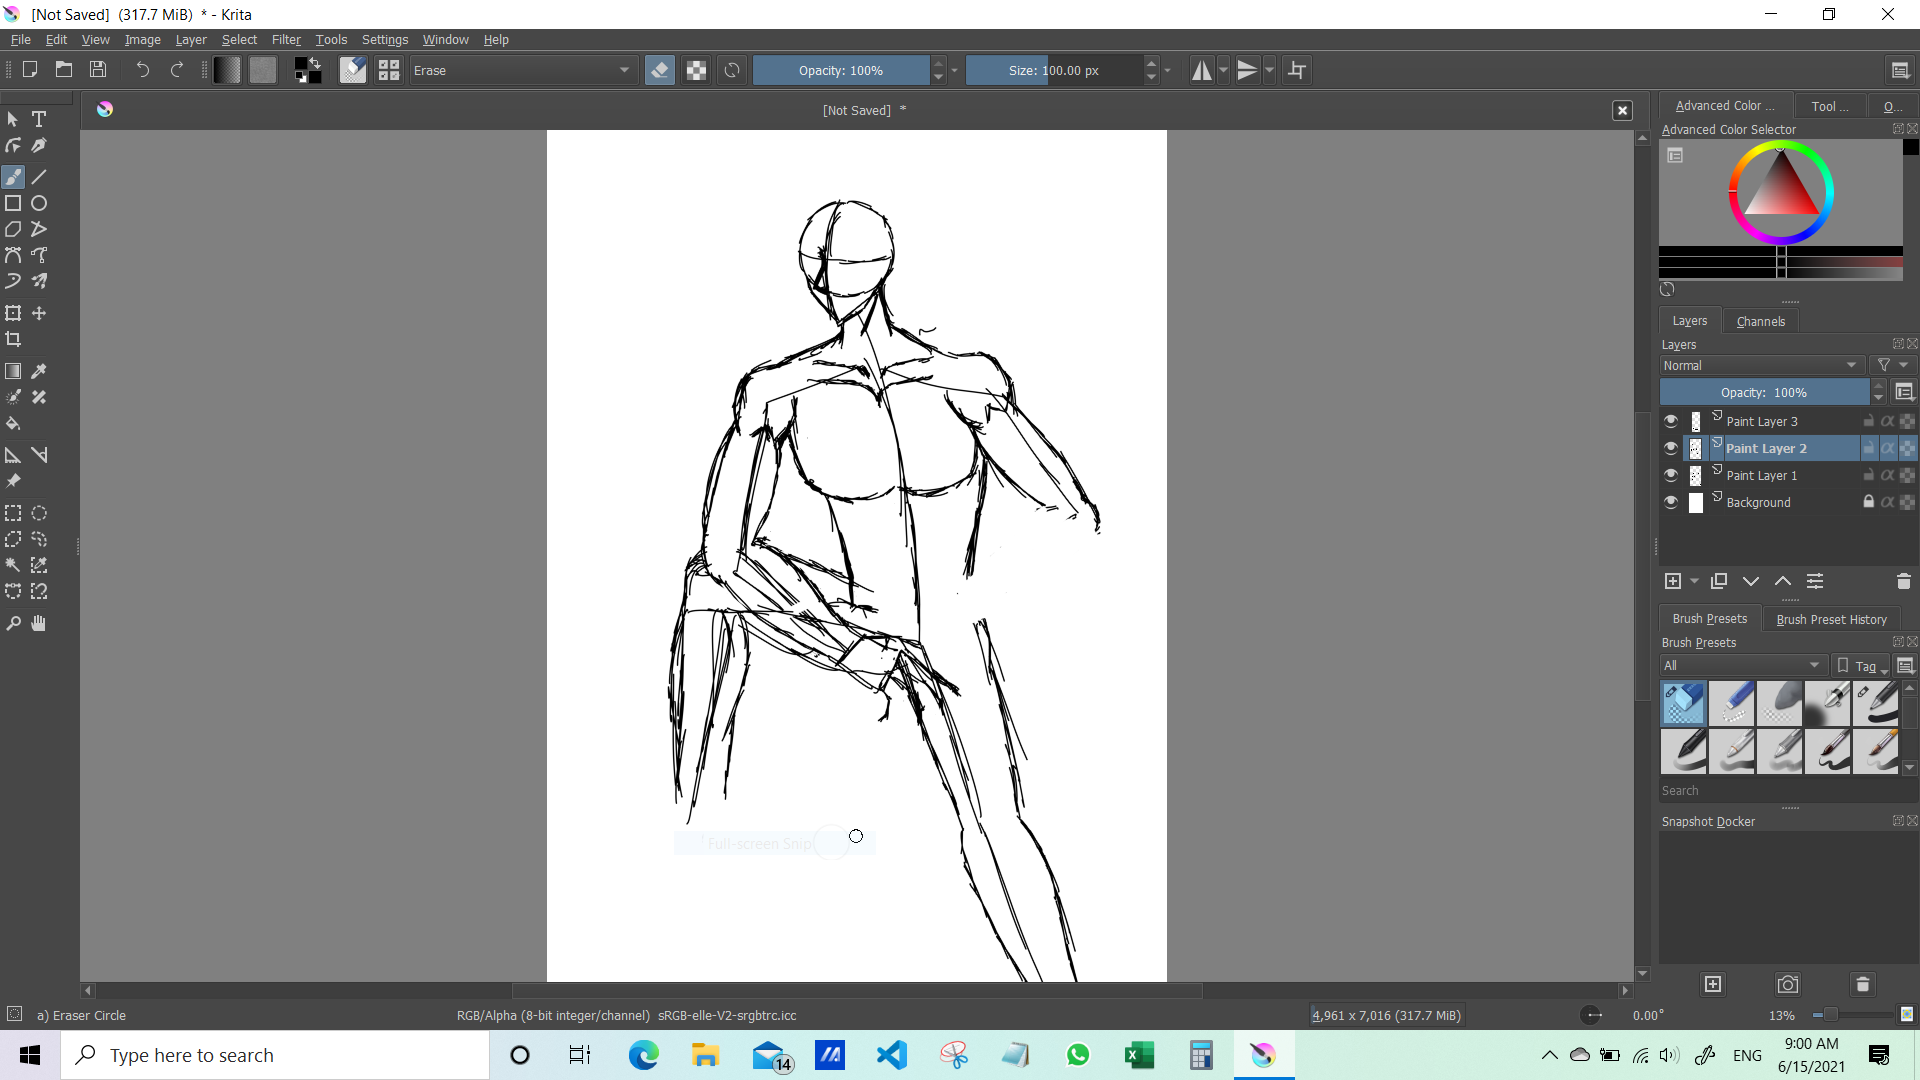 [Not Saved]  (317.7 MiB)  * - Krita
File Edit View Image Layer Select Filter Tools Settings Window Help
Erase Opacity: 100% Size: 100.00 px
[Not Saved]  *
Advanced Color ... Tool ... O...
Advanced Color Selector
Layers Channels
Layers
Normal
Opacity:  100%
Paint Layer 3
Paint Layer 2
Paint Layer 1
Background
Brush Presets Brush Preset History
Brush Presets
All Tag
Search
Snapshot Docker
Full-screen Snip
a) Eraser Circle RGB/Alpha (8-bit integer/channel)  sRGB-elle-V2-srgbtrc.icc 4,961 x 7,016 (317.7 MiB) 0.00° 13%
Type here to search 14 ENG 9:00 AM
6/15/2021